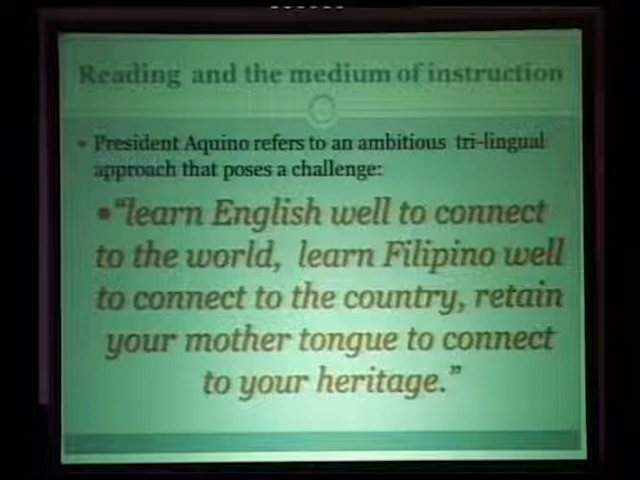 Reading and the medium of instruction
President Aquino refers to an ambitious tri-lingual
approach that poses a challenge:
"learn English well to connect
to the world, learn Filipino well
to connect to the country, retain
your mother tongue to connect
to your heritage."